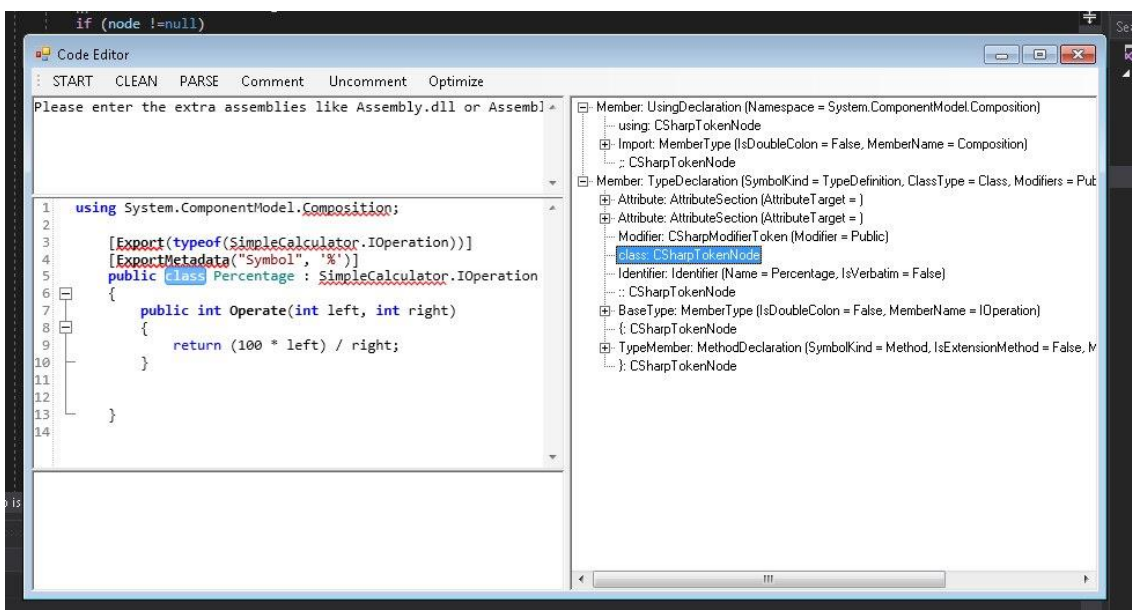 if (node !=null)
Sea
Code Editor
START CLEAN PARSE Comment Uncomment Optimize
Please enter the extra assemblies like Assembly.dll or Assembl
1 using System.ComponentModel.Composition;
2
3 [Export(typeof(SimpleCalculator.IOperation))]
4 [ExportMetadata("Symbol", '%')]
5 public class Percentage : SimpleCalculator.IOperation
6 {
7 public int Operate(int left, int right)
8 {
9 return (100 * left) / right;
10 }
11
12
13 }
14
Member: UsingDeclaration (Namespace = System.ComponentModel.Composition)
using: CSharpTokenNode
Import: MemberType (IsDoubleColon = False, MemberName = Composition)
;: CSharpTokenNode
Member: TypeDeclaration (SymbolKind = TypeDefinition, ClassType = Class, Modifiers = Pub
Attribute: AttributeSection (AttributeTarget = )
Attribute: AttributeSection (AttributeTarget = )
Modifier: CSharpModifierToken (Modifier = Public)
class: CSharpTokenNode
Identifier: Identifier (Name = Percentage, IsVerbatim = False)
:: CSharpTokenNode
BaseType: MemberType (IsDoubleColon = False, MemberName = IOperation)
{: CSharpTokenNode
TypeMember: MethodDeclaration (SymbolKind = Method, IsExtensionMethod = False, M
}: CSharpTokenNode